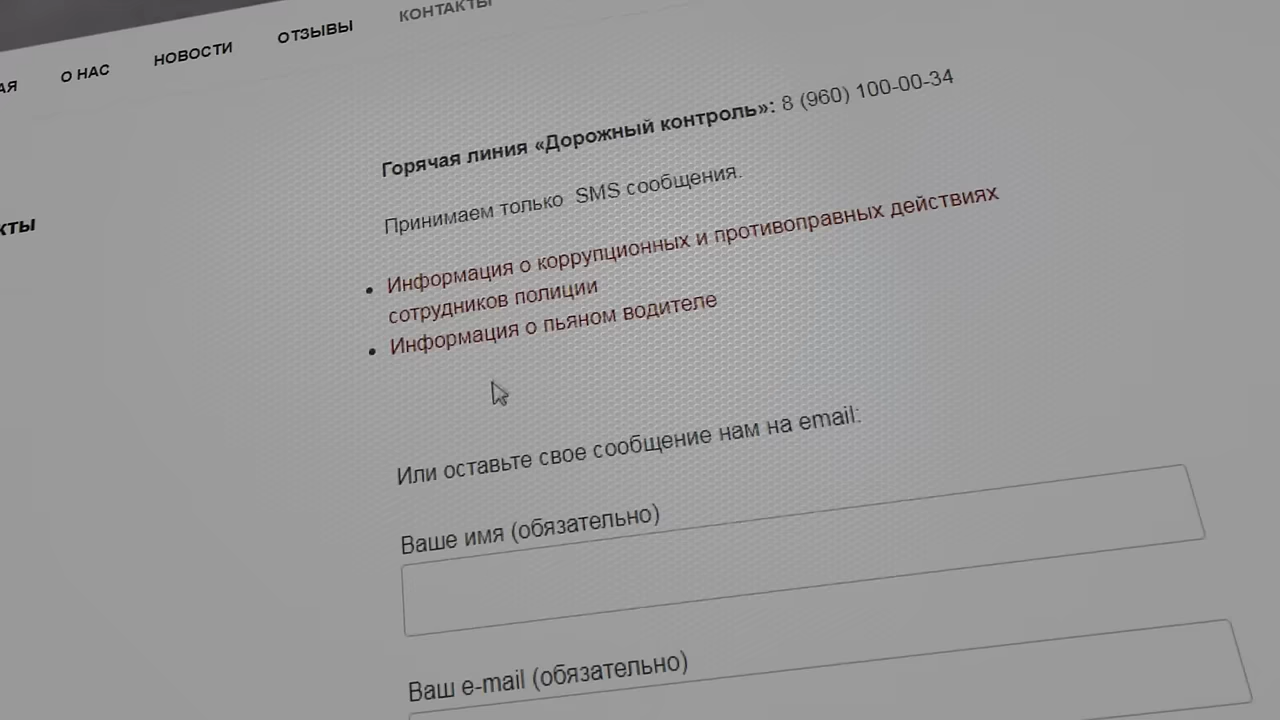 АЯ О НАС НОВОСТИ ОТЗЫВЫ КОНТАКТЫ
Горячая линия «Дорожный контроль»: 8 (960) 100-00-34
кты
Принимаем только SMS сообщения.
Информация о коррупционных и противоправных действиях
сотрудников полиции
Информация о пьяном водителе
Или оставьте свое сообщение нам на email:
Ваше имя (обязательно)
Ваш e-mail (обязательно)